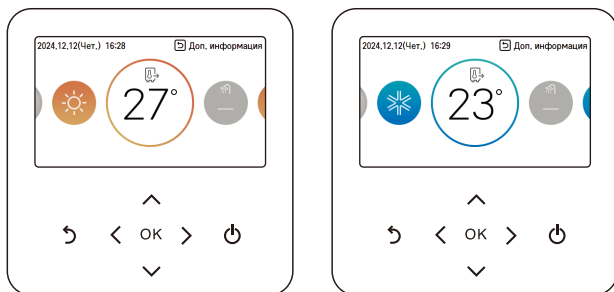 2024,12,12(Чет,) 16:28 Доп, информация
27°
OK
2024,12,12(Чет,) 16:29 Доп, информация
23°
OK